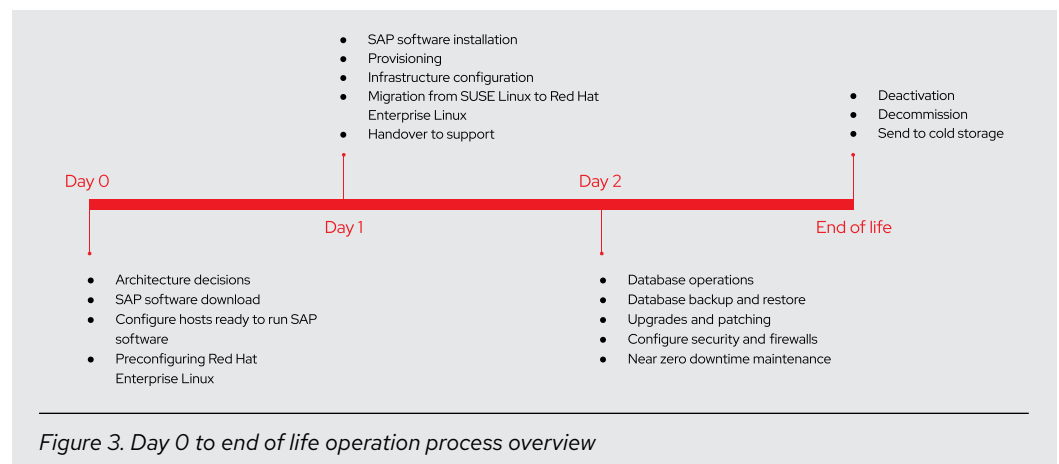 SAP software installation
Provisioning
Infrastructure configuration
Migration from SUSE Linux to Red Hat
Enterprise Linux
Handover to support
Deactivation
Decommission
Send to cold storage
Day 0
Day 2
Day 1
End of life
Architecture decisions
SAP software download
Configure hosts ready to run SAP
software
Preconfiguring Red Hat
Enterprise Linux
Database operations
Database backup and restore
Upgrades and patching
Configure security and firewalls
Near zero downtime maintenance
Figure 3. Day 0 to end of life operation process overview